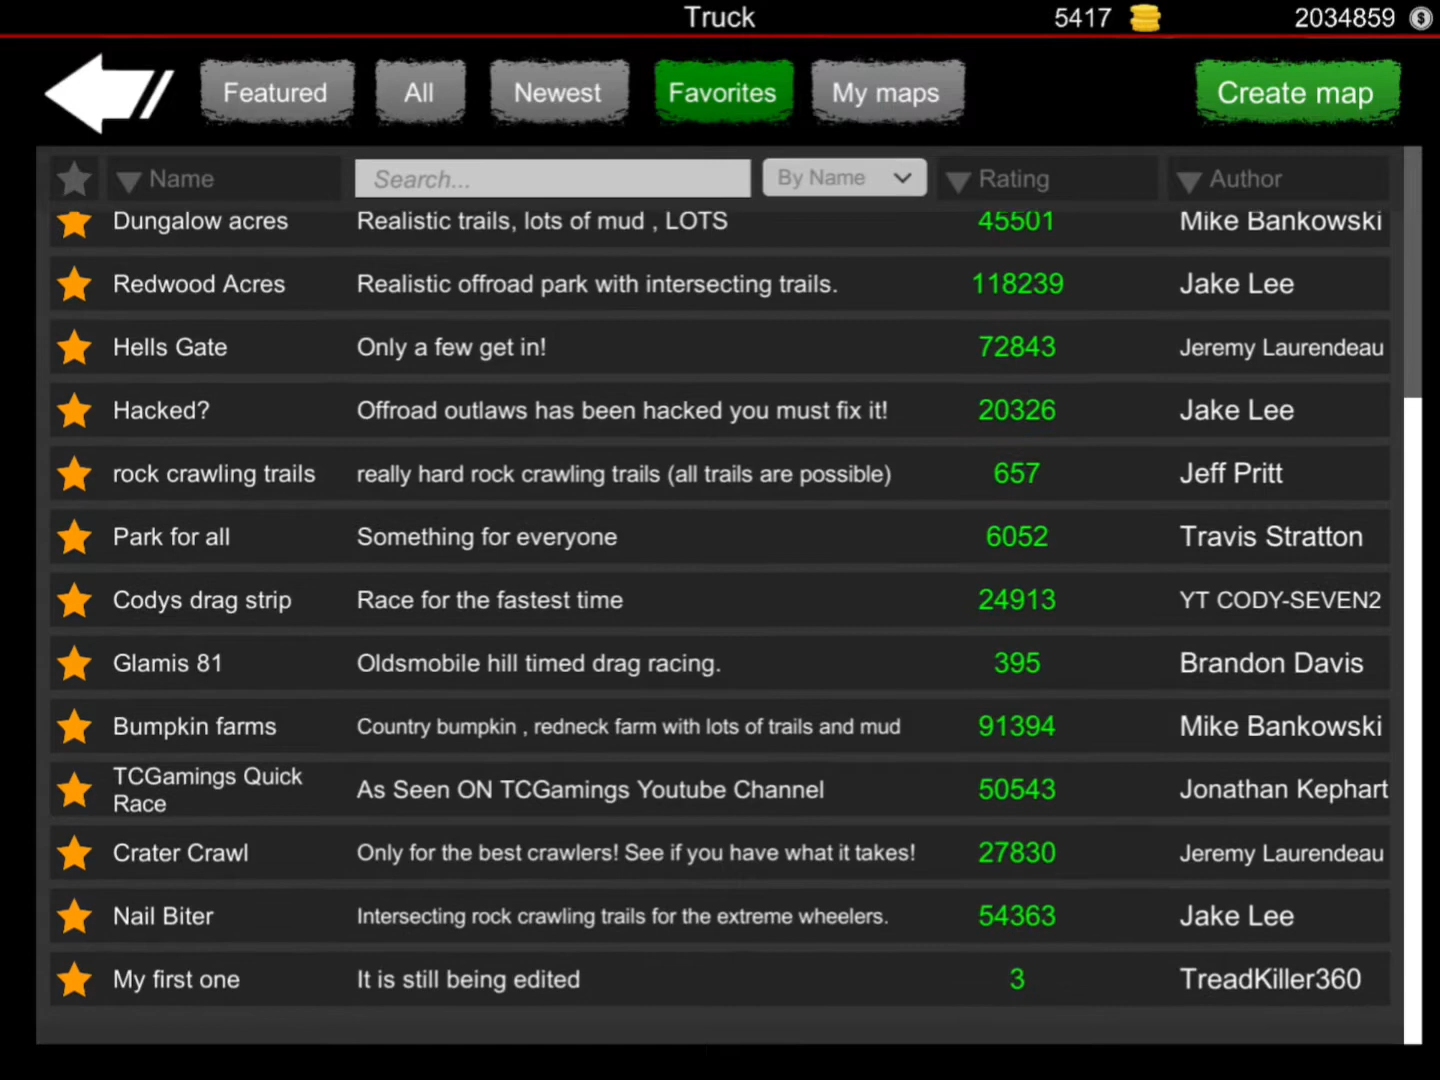 Truck 5417 2034859
Featured All Newest Favorites My maps Create map
Name Search... By Name Rating Author
Dungalow acres Realistic trails, lots of mud , LOTS 45501 Mike Bankowski
Redwood Acres Realistic offroad park with intersecting trails. 118239 Jake Lee
Hells Gate Only a few get in! 72843 Jeremy Laurendeau
Hacked? Offroad outlaws has been hacked you must fix it! 20326 Jake Lee
rock crawling trails really hard rock crawling trails (all trails are possible) 657 Jeff Pritt
Park for all Something for everyone 6052 Travis Stratton
Codys drag strip Race for the fastest time 24913 YT CODY-SEVEN2
Glamis 81 Oldsmobile hill timed drag racing. 395 Brandon Davis
Bumpkin farms Country bumpkin , redneck farm with lots of trails and mud 91394 Mike Bankowski
TCGamings Quick
Race As Seen ON TCGamings Youtube Channel 50543 Jonathan Kephart
Crater Crawl Only for the best crawlers! See if you have what it takes! 27830 Jeremy Laurendeau
Nail Biter Intersecting rock crawling trails for the extreme wheelers. 54363 Jake Lee
My first one It is still being edited 3 TreadKiller360